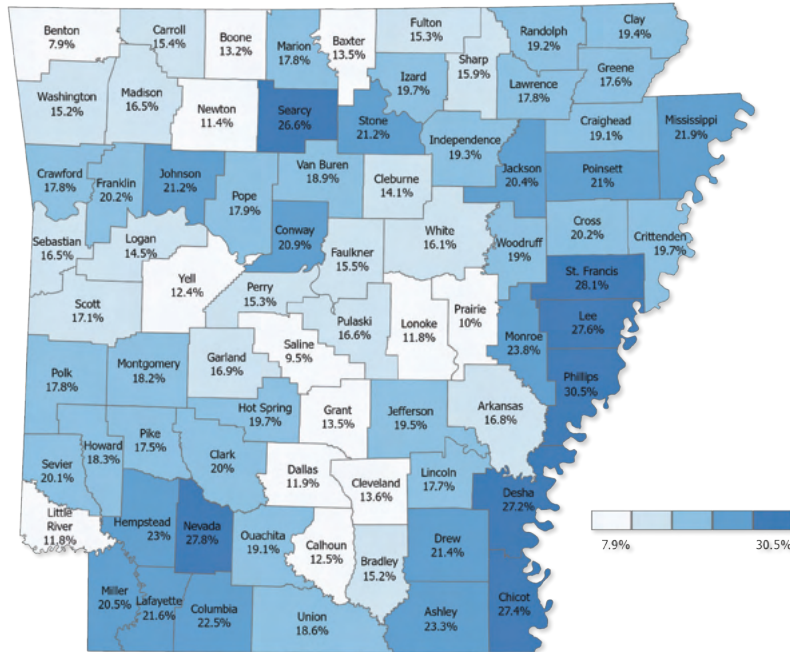 Benton
7.9%
Carroll
15.4%
Boone
13.2%
Marion
17.8%
Baxter
13.5%
Fulton
15.3%
Sharp
15.9%
Randolph
19.2%
Clay
19.4%
Greene
17.6%
Lawrence
17.8%
Izard
19.7%
Washington
15.2%
Madison
16.5%
Newton
11.4%
Searcy
26.6%
Stone
21.2%
Independence
19.3%
Craighead
19.1%
Mississippi
21.9%
Crawford
17.8%
Franklin
20.2%
Johnson
21.2%
Pope
17.9%
Van Buren
18.9%
Cleburne
14.1%
Jackson
20.4%
Poinsett
21%
Sebastian
16.5%
Logan
14.5%
Conway
20.9%
Faulkner
15.5%
White
16.1%
Woodruff
19%
Cross
20.2%
Crittenden
19.7%
Scott
17.1%
Yell
12.4%
Perry
15.3%
St. Francis
28.1%
Lee
27.6%
Pulaski
16.6%
Lonoke
11.8%
Prairie
10%
Monroe
23.8%
Saline
9.5%
Polk
17.8%
Montgomery
18.2%
Garland
16.9%
Phillips
30.5%
Hot Spring
19.7%
Grant
13.5%
Jefferson
19.5%
Arkansas
16.8%
Sevier
20.1%
Howard
18.3%
Pike
17.5%
Clark
20%
Dallas
11.9%
Cleveland
13.6%
Lincoln
17.7%
Desha
27.2%
Little
River
11.8%
Hempstead
23%
Nevada
27.8%
Ouachita
19.1%
Calhoun
12.5%
Bradley
15.2%
Drew
21.4%
Miller
20.5%
Lafayette
21.6%
Columbia
22.5%
Union
18.6%
Ashley
23.3%
Chicot
27.4%
7.9%
30.5%